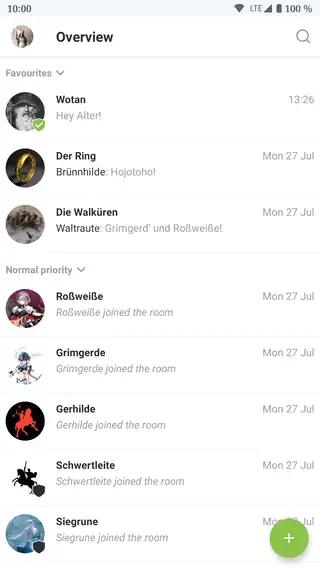 10:00
LTE
100 %
Overview
Favourites
Wotan
13:26
Hey Alter!
Der Ring
Mon 27 Jul
Brünnhilde: Hojotoho!
Die Walküren
Mon 27 Jul
Waltraute: Grimgerd' und Roßweiße!
Normal priority
Roßweiße
Mon 27 Jul
Roßweiße joined the room
Grimgerde
Mon 27 Jul
Grimgerde joined the room
Gerhilde
Mon 27 Jul
Gerhilde joined the room
Schwertleite
Mon 27 Jul
Schwertleite joined the room
Siegrune
Mon 27 Jul
Siegrune joined the room